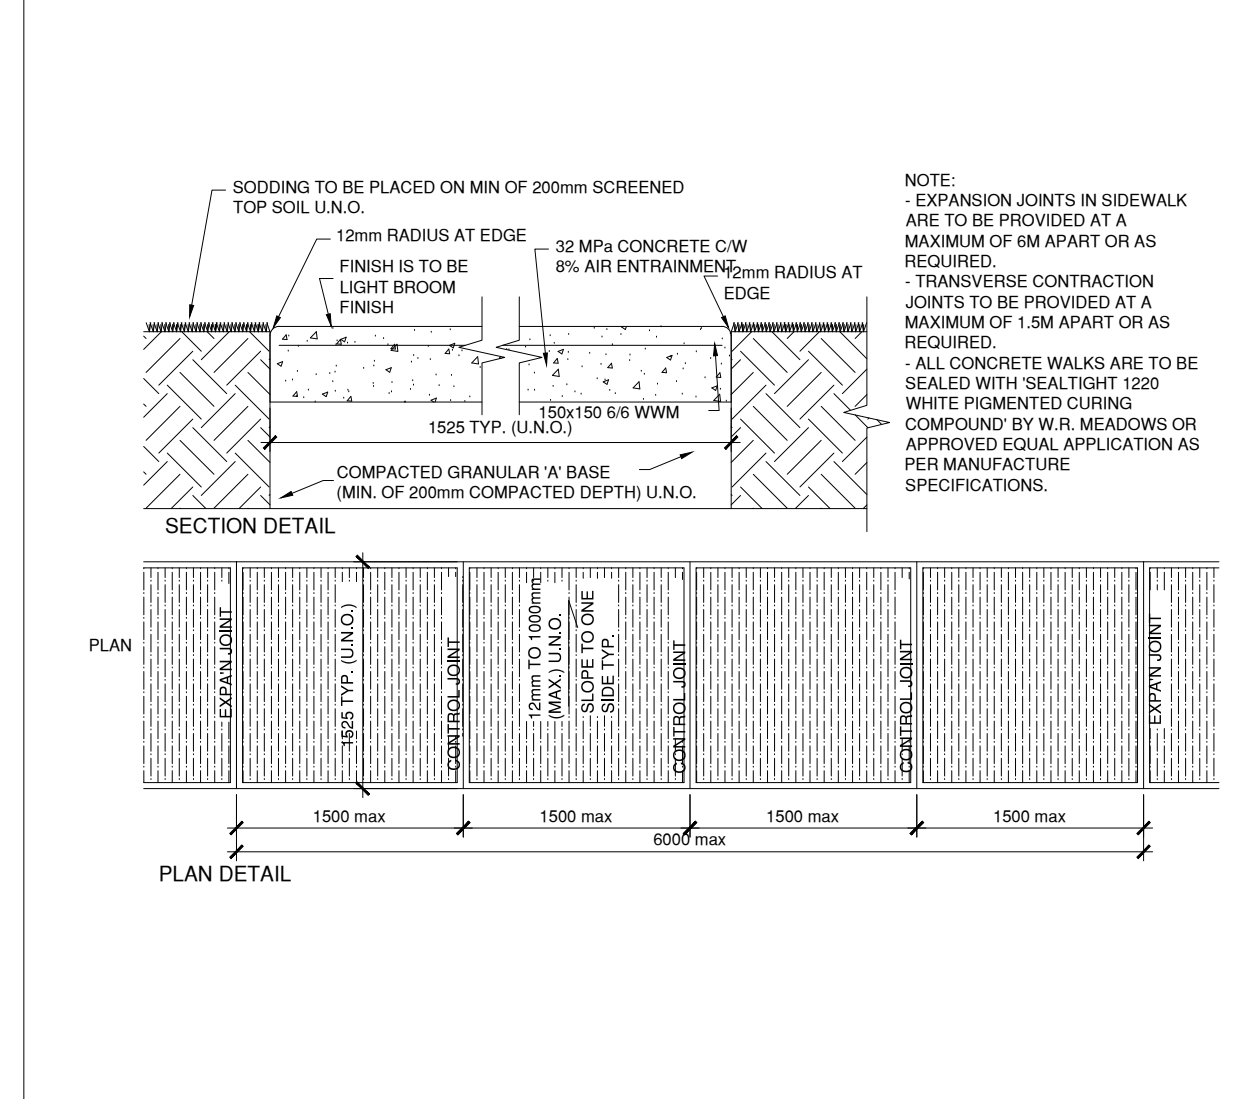 SODDING TO BE PLACED ON MIN OF 200mm SCREENED
TOP SOIL U.N.O.
12mm RADIUS AT EDGE
FINISH IS TO BE
LIGHT BROOM
FINISH
32 MPa CONCRETE C/W
8% AIR ENTRAINMENT
12mm RADIUS AT
EDGE
150x150 6/6 WWM
1525 TYP. (U.N.O.)
COMPACTED GRANULAR 'A' BASE
(MIN. OF 200mm COMPACTED DEPTH) U.N.O.
SECTION DETAIL
NOTE:
- EXPANSION JOINTS IN SIDEWALK
ARE TO BE PROVIDED AT A
MAXIMUM OF 6M APART OR AS
REQUIRED.
- TRANSVERSE CONTRACTION
JOINTS TO BE PROVIDED AT A
MAXIMUM OF 1.5M APART OR AS
REQUIRED.
- ALL CONCRETE WALKS ARE TO BE
SEALED WITH 'SEALTIGHT 1220
WHITE PIGMENTED CURING
COMPOUND' BY W.R. MEADOWS OR
APPROVED EQUAL APPLICATION AS
PER MANUFACTURE
SPECIFICATIONS.
PLAN
EXPA'N JOINT
1525 TYP. (U.N.O.)
CONTROL JOINT
12mm TO 1000mm
(MAX.) U.N.O.
SLOPE TO ONE
SIDE TYP.
CONTROL JOINT
CONTROL JOINT
EXPA'N JOINT
1500 max
1500 max
1500 max
1500 max
6000 max
PLAN DETAIL